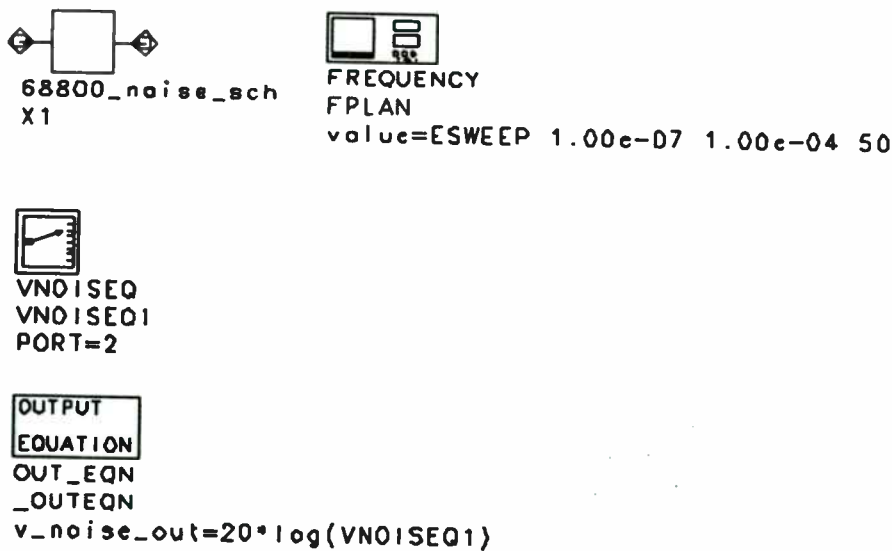 68800_noise_sch
X1
FREQUENCY
FPLAN
value=ESWEEP 1.00e-07 1.00e-04 50
VNOISEQ
VNOISEQ1
PORT=2
OUTPUT
EQUATION
OUT_EQN
_OUTEQN
v_noise_out=20*log(VNOISEQ1)